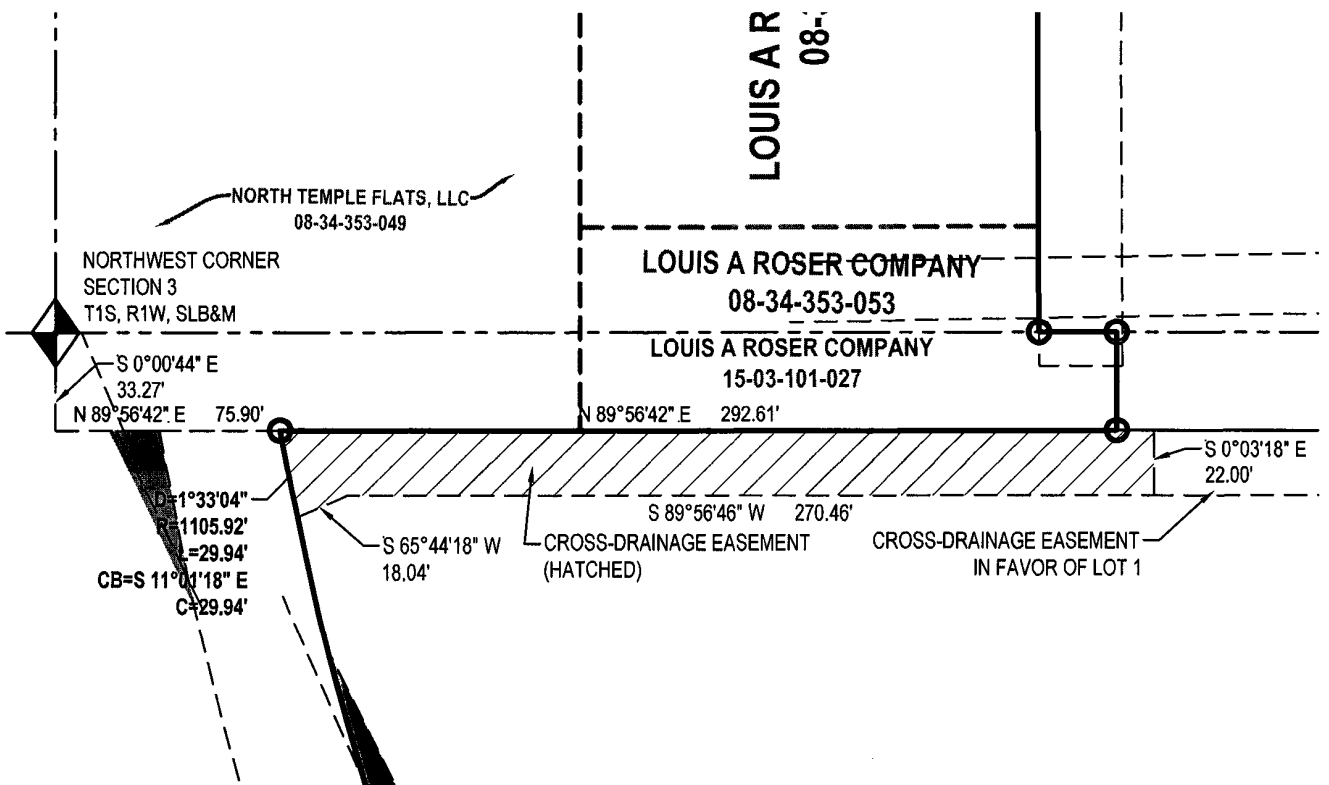 LOUIS A R
08-
NORTH TEMPLE FLATS, LLC
08-34-353-049
NORTHWEST CORNER
SECTION 3
T1S, R1W, SLB&M
LOUIS A ROSER COMPANY
08-34-353-053
LOUIS A ROSER COMPANY
15-03-101-027
S 0°00'44" E
33.27'
N 89°56'42" E 75.90'
N 89°56'42" E 292.61'
S 0°03'18" E
22.00'
D=1°33'04"
R=1105.92'
L=29.94'
CB=S 11°01'18" E
C=29.94'
S 65°44'18" W
18.04'
S 89°56'46" W 270.46'
CROSS-DRAINAGE EASEMENT
(HATCHED)
CROSS-DRAINAGE EASEMENT
IN FAVOR OF LOT 1